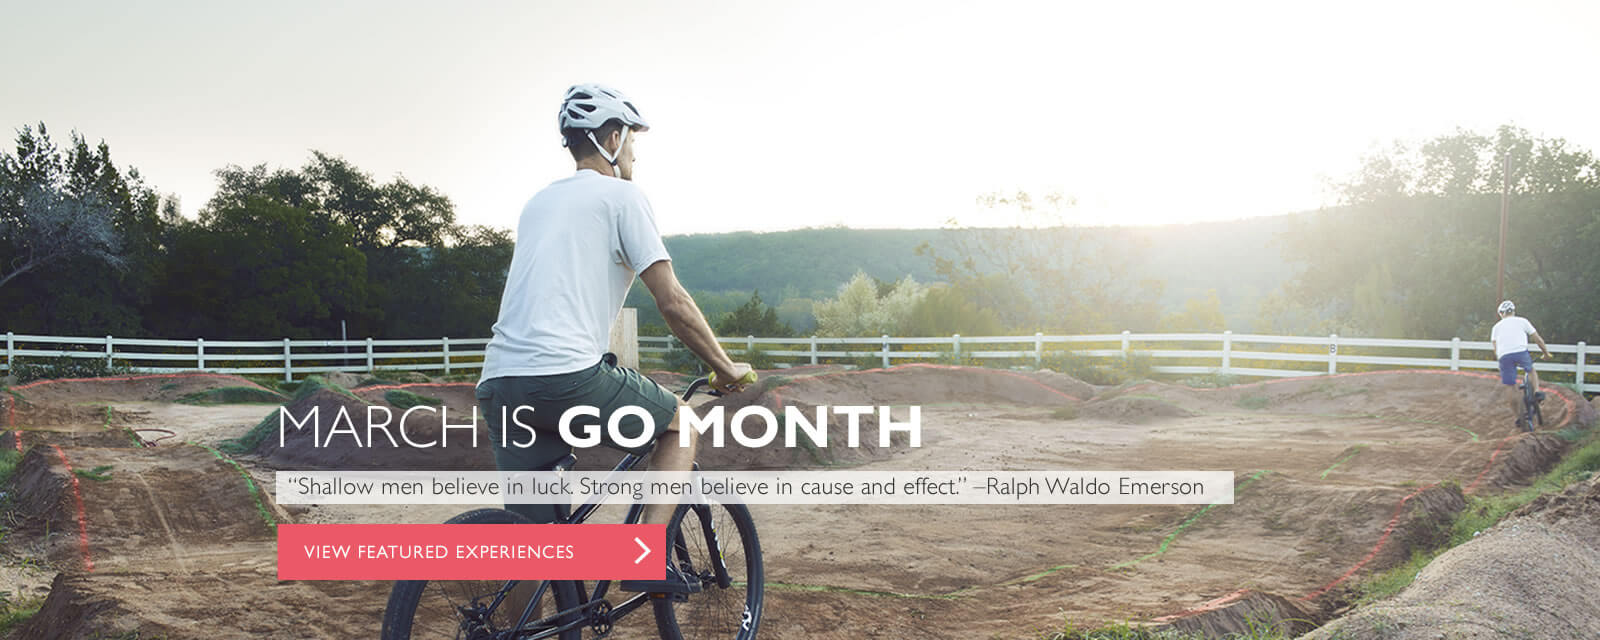 MARCH IS GO MONTH
“Shallow men believe in luck. Strong men believe in cause and effect.” –Ralph Waldo Emerson
VIEW FEATURED EXPERIENCES
B